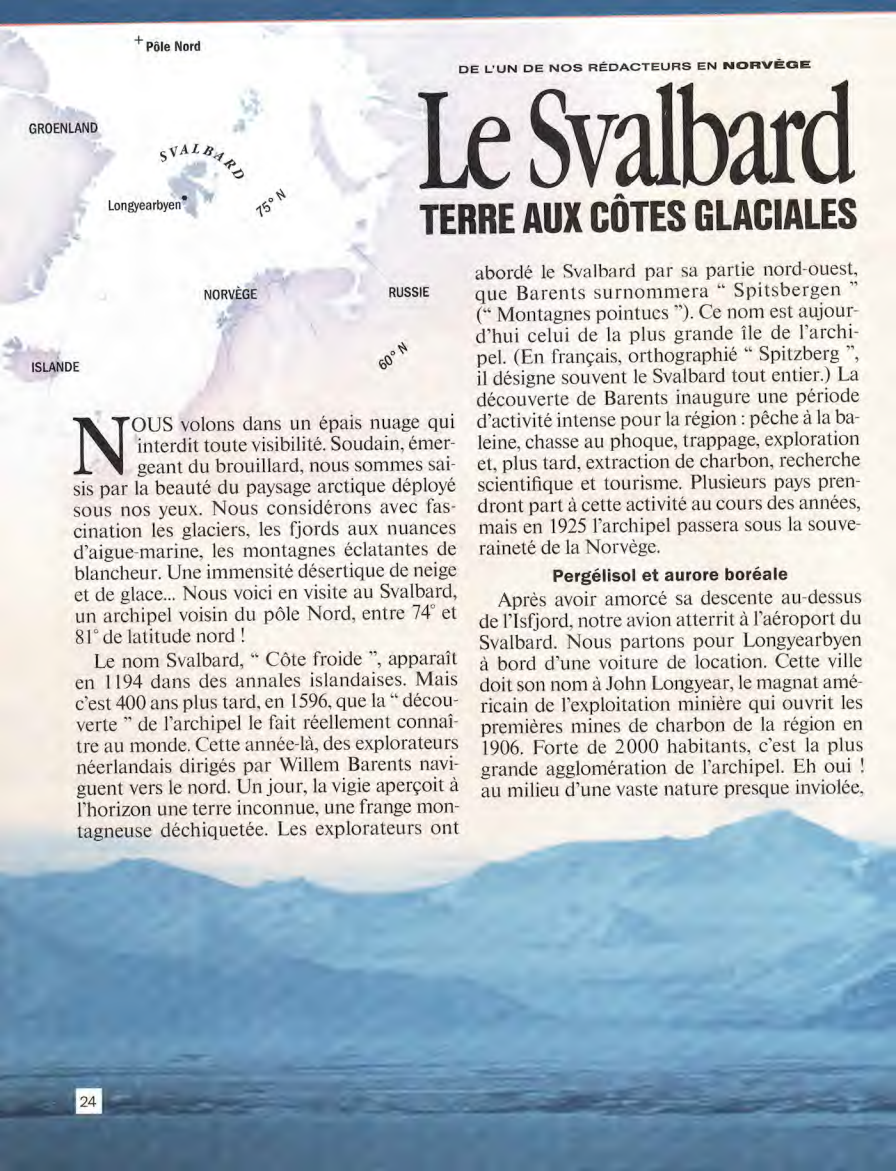 + Pôle Nord
GROENLAND
SVALBARD
Longyearbyen
75° N
NORVÈGE
RUSSIE
ISLANDE
60° N
DE L'UN DE NOS RÉDACTEURS EN NORVÈGE
Le Svalbard
TERRE AUX CÔTES GLACIALES
NOUS volons dans un épais nuage qui
interdit toute visibilité. Soudain, émer-
geant du brouillard, nous sommes sai-
sis par la beauté du paysage arctique déployé
sous nos yeux. Nous considérons avec fas-
cination les glaciers, les fjords aux nuances
d'aigue-marine, les montagnes éclatantes de
blancheur. Une immensité désertique de neige
et de glace... Nous voici en visite au Svalbard,
un archipel voisin du pôle Nord, entre 74° et
81° de latitude nord !
Le nom Svalbard, “ Côte froide ”, apparaît
en 1194 dans des annales islandaises. Mais
c'est 400 ans plus tard, en 1596, que la “ décou-
verte ” de l'archipel le fait réellement connaî-
tre au monde. Cette année-là, des explorateurs
néerlandais dirigés par Willem Barents navi-
guent vers le nord. Un jour, la vigie aperçoit à
l'horizon une terre inconnue, une frange mon-
tagneuse déchiquetée. Les explorateurs ont
abordé le Svalbard par sa partie nord-ouest,
que Barents surnommera “ Spitsbergen ”
(“ Montagnes pointues ”). Ce nom est aujour-
d'hui celui de la plus grande île de l'archi-
pel. (En français, orthographié “ Spitzberg ”,
il désigne souvent le Svalbard tout entier.) La
découverte de Barents inaugure une période
d'activité intense pour la région : pêche à la ba-
leine, chasse au phoque, trappage, exploration
et, plus tard, extraction de charbon, recherche
scientifique et tourisme. Plusieurs pays pren-
dront part à cette activité au cours des années,
mais en 1925 l'archipel passera sous la souve-
raineté de la Norvège.
Pergélisol et aurore boréale
Après avoir amorcé sa descente au-dessus
de l'Isfjord, notre avion atterrit à l'aéroport du
Svalbard. Nous partons pour Longyearbyen
à bord d'une voiture de location. Cette ville
doit son nom à John Longyear, le magnat amé-
ricain de l'exploitation minière qui ouvrit les
premières mines de charbon de la région en
1906. Forte de 2000 habitants, c'est la plus
grande agglomération de l'archipel. Eh oui !
au milieu d'une vaste nature presque inviolée,
24